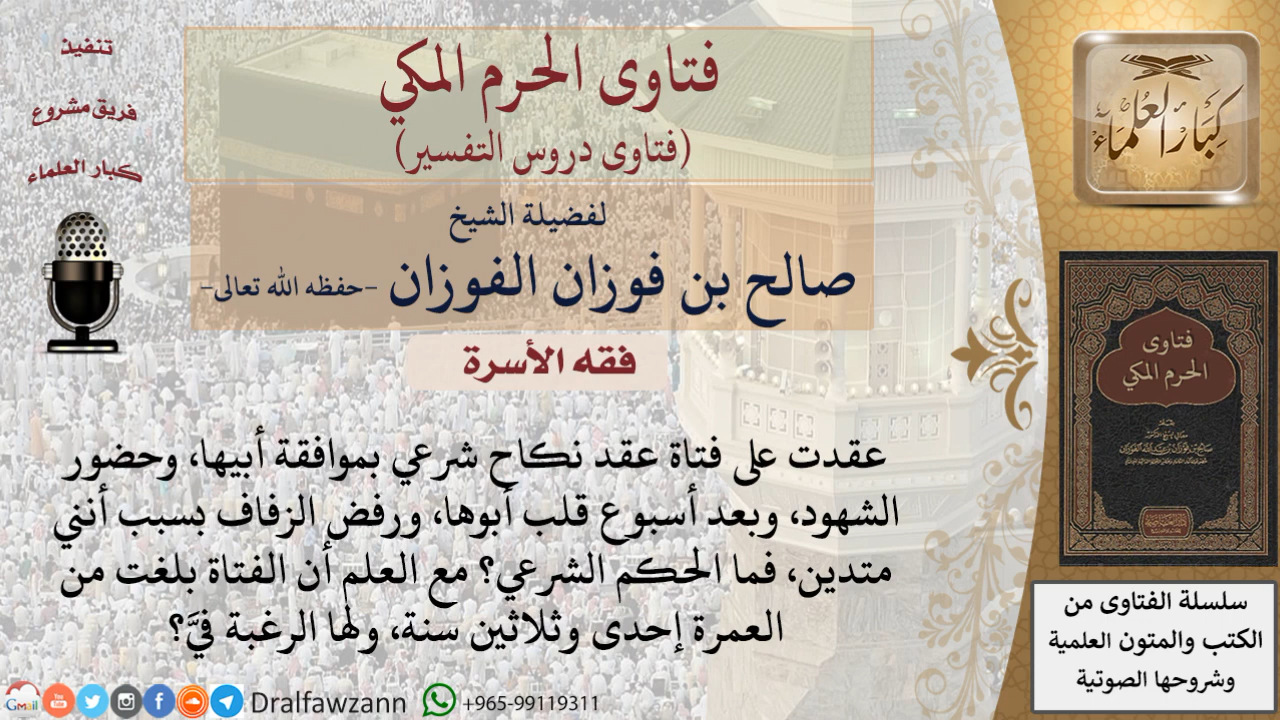 تنفيذ
فريق مشروع
كبار العلماء
فتاوى الحرم المكي
(فتاوى دروس التفسير)
لفضيلة الشيخ
صالح بن فوزان الفوزان -حفظه الله تعالى-
فقه الأسرة
عقدت على فتاة عقد نكاح شرعي بموافقة أبيها، وحضور
الشهود، وبعد أسبوع قلب أبوها، ورفض الزفاف بسبب أنني
متدين، فما الحكم الشرعي؟ مع العلم أن الفتاة بلغت من
العمرة إحدى وثلاثين سنة، ولها الرغبة فيَّ؟
كبار العلماء
فتاوى
الحرم المكي
سلسلة الفتاوى من
الكتب والمتون العلمية
وشروحها الصوتية
Gmail
You Tube
Dralfawzann
+965-99119311